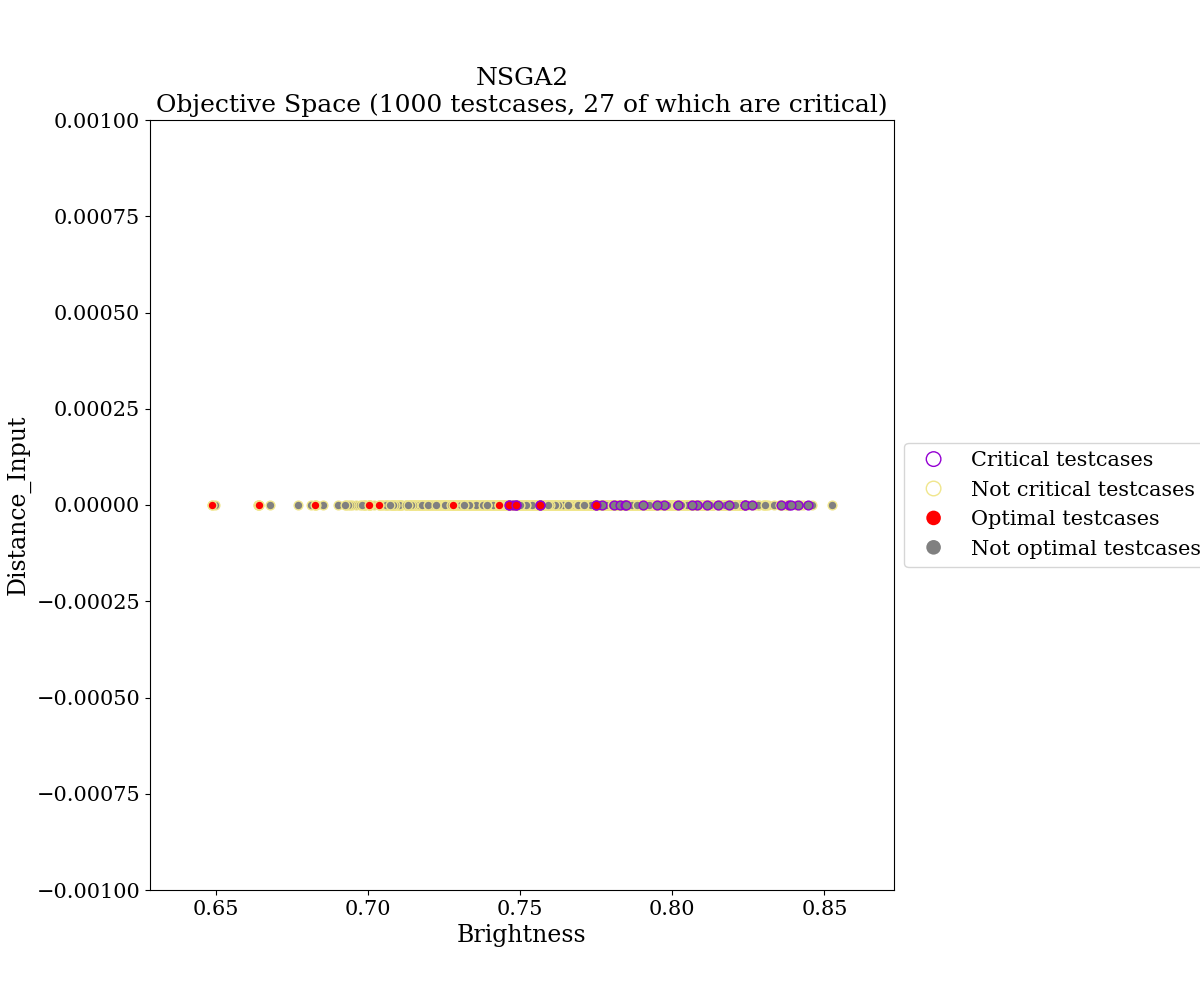 NSGA2
Objective Space (1000 testcases, 27 of which are critical)
0.00100
0.00075
0.00050
0.00025
0.00000
−0.00025
−0.00050
−0.00075
−0.00100
Distance_Input
0.65
0.70
0.75
0.80
0.85
Brightness
Critical testcases
Not critical testcases
Optimal testcases
Not optimal testcases